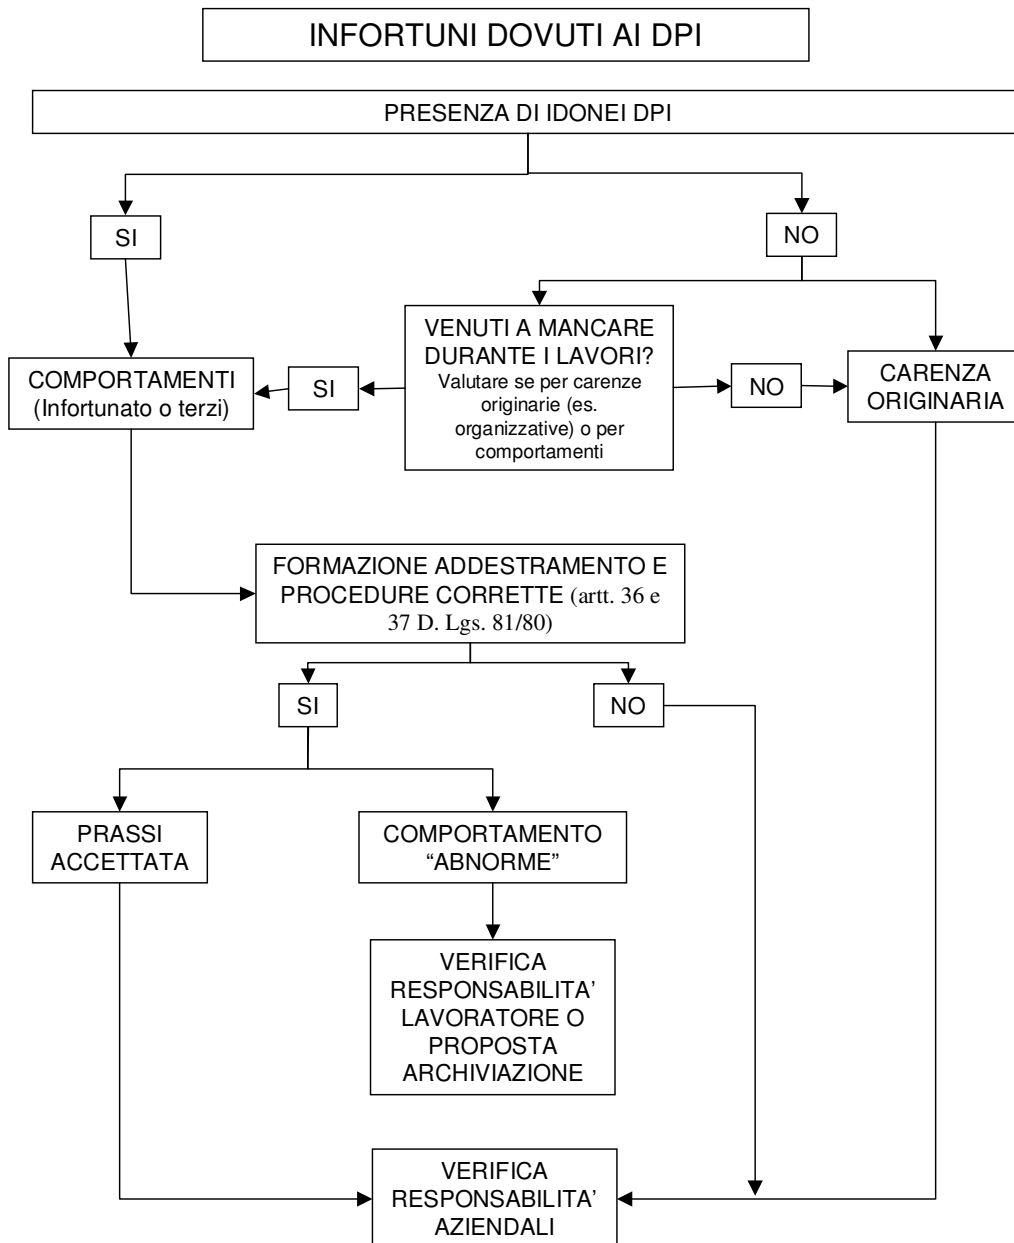 INFORTUNI DOVUTI AI DPI
PRESENZA DI IDONEI DPI
SI
NO
VENUTI A MANCARE
DURANTE I LAVORI?
Valutare se per carenze
originarie (es.
organizzative) o per
comportamenti
COMPORTAMENTI
(Infortunato o terzi)
SI
NO
CARENZA
ORIGINARIA
FORMAZIONE ADDESTRAMENTO E
PROCEDURE CORRETTE (artt. 36 e
37 D. Lgs. 81/80)
SI
NO
PRASSI
ACCETTATA
COMPORTAMENTO
“ABNORME”
VERIFICA
RESPONSABILITA’
LAVORATORE O
PROPOSTA
ARCHIVIAZIONE
VERIFICA
RESPONSABILITA’
AZIENDALI